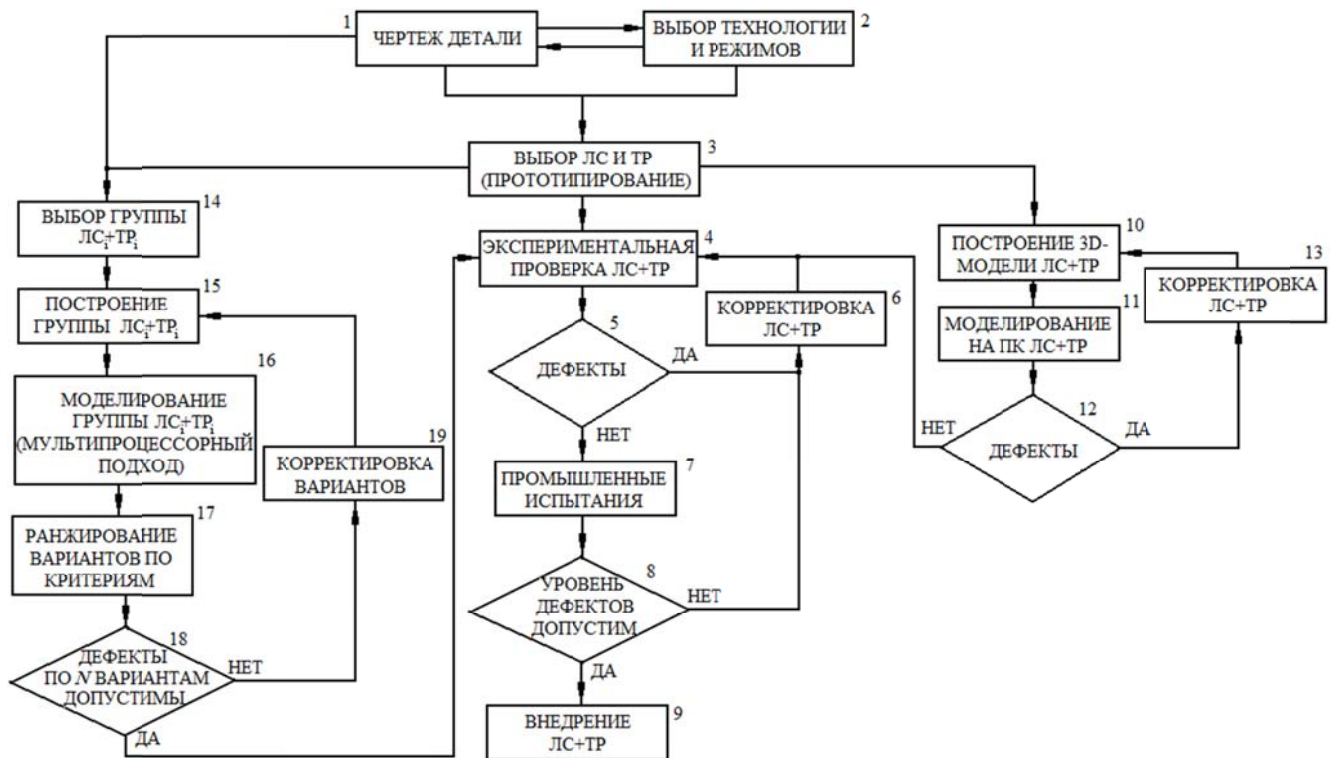 1
ЧЕРТЕЖ ДЕТАЛИ
2
ВЫБОР ТЕХНОЛОГИИ
И РЕЖИМОВ
3
ВЫБОР ЛС И ТР
(ПРОТОТИПИРОВАНИЕ)
14
ВЫБОР ГРУППЫ
ЛСi+ТРi
15
ПОСТРОЕНИЕ
ГРУППЫ ЛСi+ТРi
16
МОДЕЛИРОВАНИЕ
ГРУППЫ ЛСi+ТРi
(МУЛЬТИПРОЦЕССОРНЫЙ
ПОДХОД)
17
РАНЖИРОВАНИЕ
ВАРИАНТОВ ПО
КРИТЕРИЯМ
18
ДЕФЕКТЫ
ПО N ВАРИАНТАМ
ДОПУСТИМЫ
НЕТ
ДА
19
КОРРЕКТИРОВКА
ВАРИАНТОВ
4
ЭКСПЕРИМЕНТАЛЬНАЯ
ПРОВЕРКА ЛС+ТР
5
ДЕФЕКТЫ
ДА
НЕТ
6
КОРРЕКТИРОВКА
ЛС+ТР
7
ПРОМЫШЛЕННЫЕ
ИСПЫТАНИЯ
8
УРОВЕНЬ
ДЕФЕКТОВ
ДОПУСТИМ
НЕТ
ДА
9
ВНЕДРЕНИЕ
ЛС+ТР
10
ПОСТРОЕНИЕ 3D-
МОДЕЛИ ЛС+ТР
11
МОДЕЛИРОВАНИЕ
НА ПК ЛС+ТР
12
ДЕФЕКТЫ
НЕТ
ДА
13
КОРРЕКТИРОВКА
ЛС+ТР